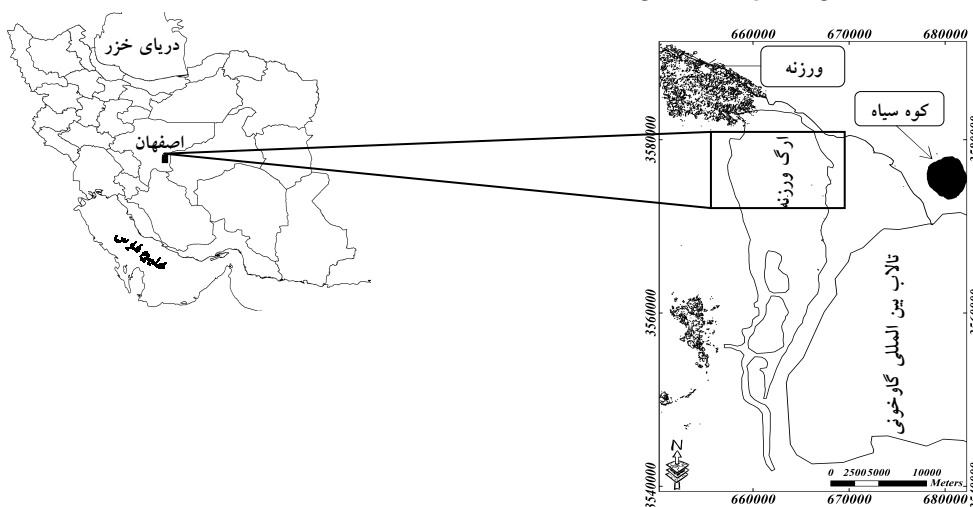 دریای خزر
اصفهان
خلیج فارس
660000 670000 680000
ورزنه
کوه سیاه
ارگ ورزنه
تالاب بین المللی گاوخونی
3580000
3560000
3540000
N
0 2500 5000 10000
Meters
660000 670000 680000